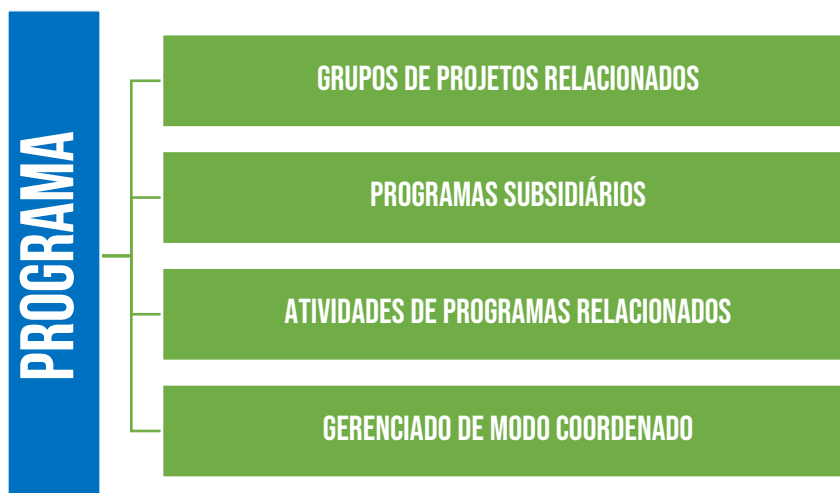 PROGRAMA
GRUPOS DE PROJETOS RELACIONADOS
PROGRAMAS SUBSIDIÁRIOS
ATIVIDADES DE PROGRAMAS RELACIONADOS
GERENCIADO DE MODO COORDENADO